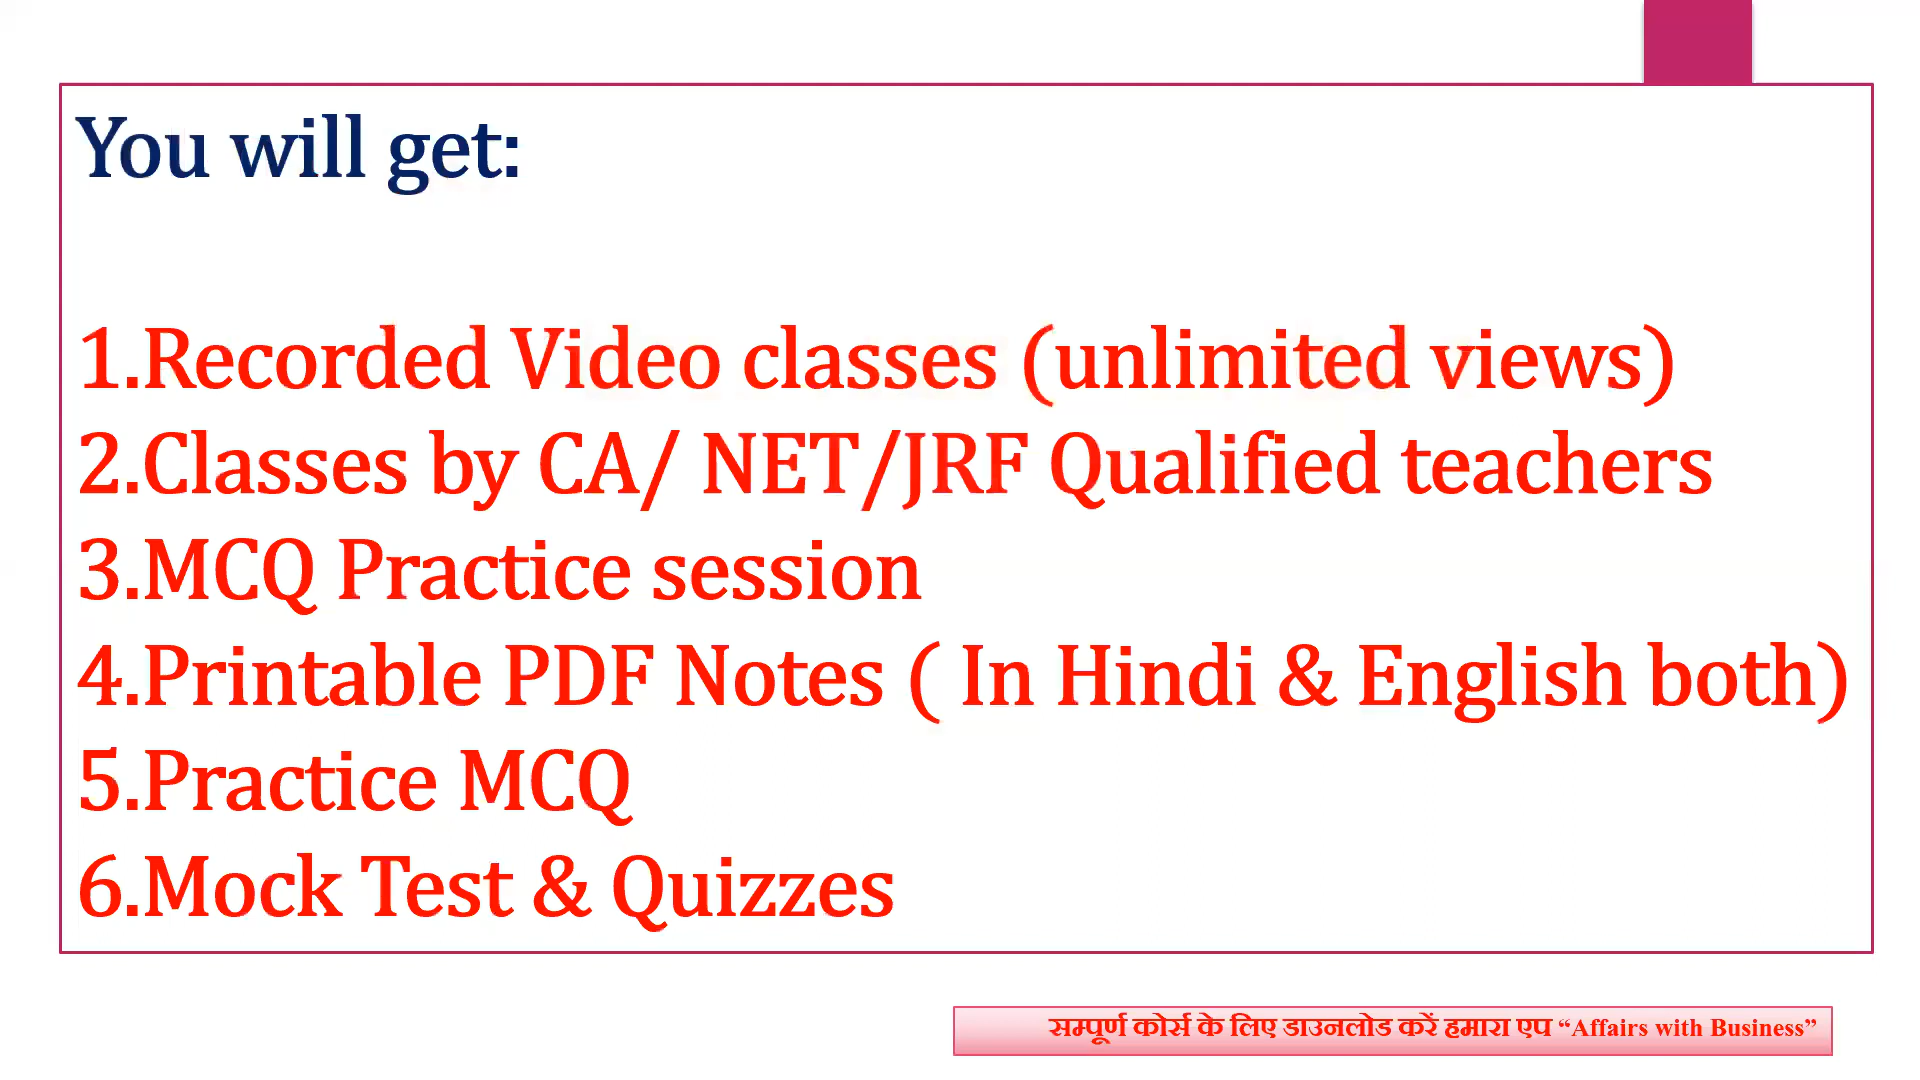 You will get:
1.Recorded Video classes (unlimited views)
2.Classes by CA/ NET/JRF Qualified teachers
3.MCQ Practice session
4.Printable PDF Notes ( In Hindi & English both)
5.Practice MCQ
6.Mock Test & Quizzes
सम्पूर्ण कोर्स के लिए डाउनलोड करें हमारा एप “Affairs with Business”